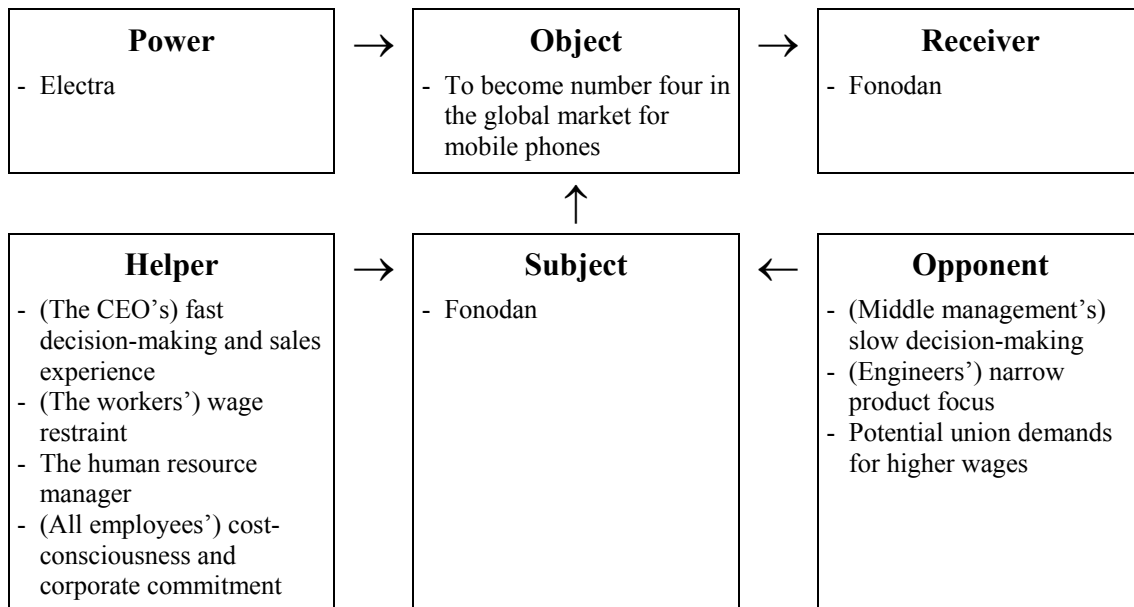 Power
- Electra
→
Object
- To become number four in
the global market for
mobile phones
→
Receiver
- Fonodan
↑
Helper
- (The CEO’s) fast
decision-making and sales
experience
- (The workers’) wage
restraint
- The human resource
manager
- (All employees’) cost-
consciousness and
corporate commitment
→
Subject
- Fonodan
←
Opponent
- (Middle management’s)
slow decision-making
- (Engineers’) narrow
product focus
- Potential union demands
for higher wages